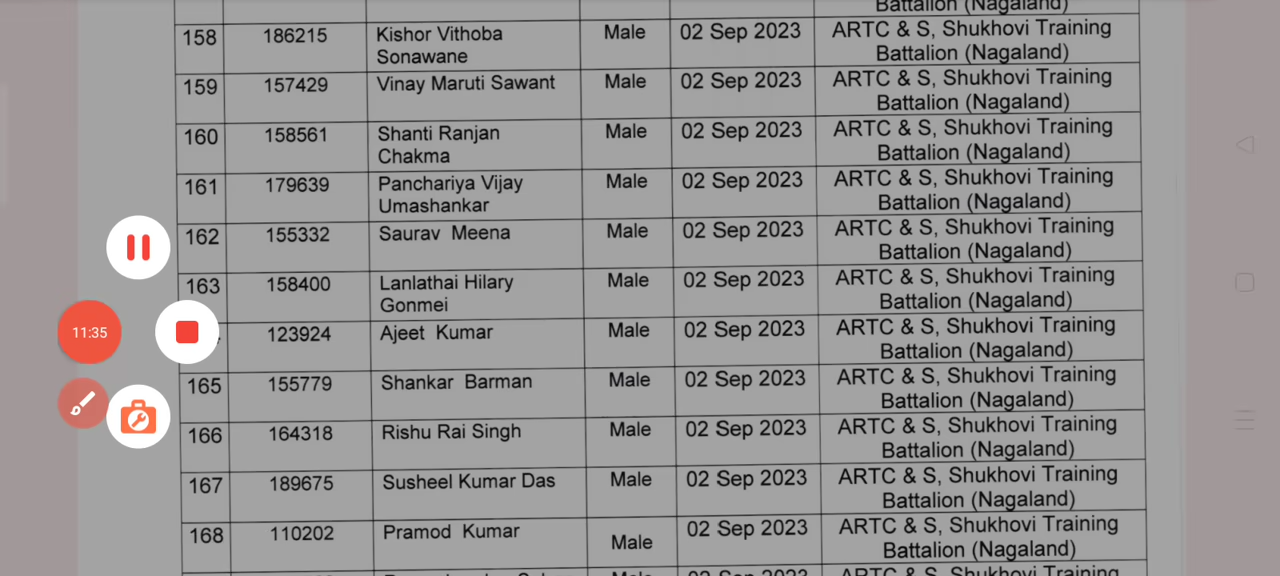 Battalion (Nagaland)
158 186215 Kishor Vithoba Male 02 Sep 2023 ARTC & S, Shukhovi Training
Sonawane Battalion (Nagaland)
159 157429 Vinay Maruti Sawant Male 02 Sep 2023 ARTC & S, Shukhovi Training
Battalion (Nagaland)
160 158561 Shanti Ranjan Male 02 Sep 2023 ARTC & S, Shukhovi Training
Chakma Battalion (Nagaland)
161 179639 Panchariya Vijay Male 02 Sep 2023 ARTC & S, Shukhovi Training
Umashankar Battalion (Nagaland)
162 155332 Saurav Meena Male 02 Sep 2023 ARTC & S, Shukhovi Training
Battalion (Nagaland)
163 158400 Lanlathai Hilary Male 02 Sep 2023 ARTC & S, Shukhovi Training
Gonmei Battalion (Nagaland)
11:35
123924 Ajeet Kumar Male 02 Sep 2023 ARTC & S, Shukhovi Training
Battalion (Nagaland)
165 155779 Shankar Barman Male 02 Sep 2023 ARTC & S, Shukhovi Training
Battalion (Nagaland)
166 164318 Rishu Rai Singh Male 02 Sep 2023 ARTC & S, Shukhovi Training
Battalion (Nagaland)
167 189675 Susheel Kumar Das Male 02 Sep 2023 ARTC & S, Shukhovi Training
Battalion (Nagaland)
168 110202 Pramod Kumar Male 02 Sep 2023 ARTC & S, Shukhovi Training
Battalion (Nagaland)
Male 02 Sep 2023 ARTC & S, Shukhovi Training